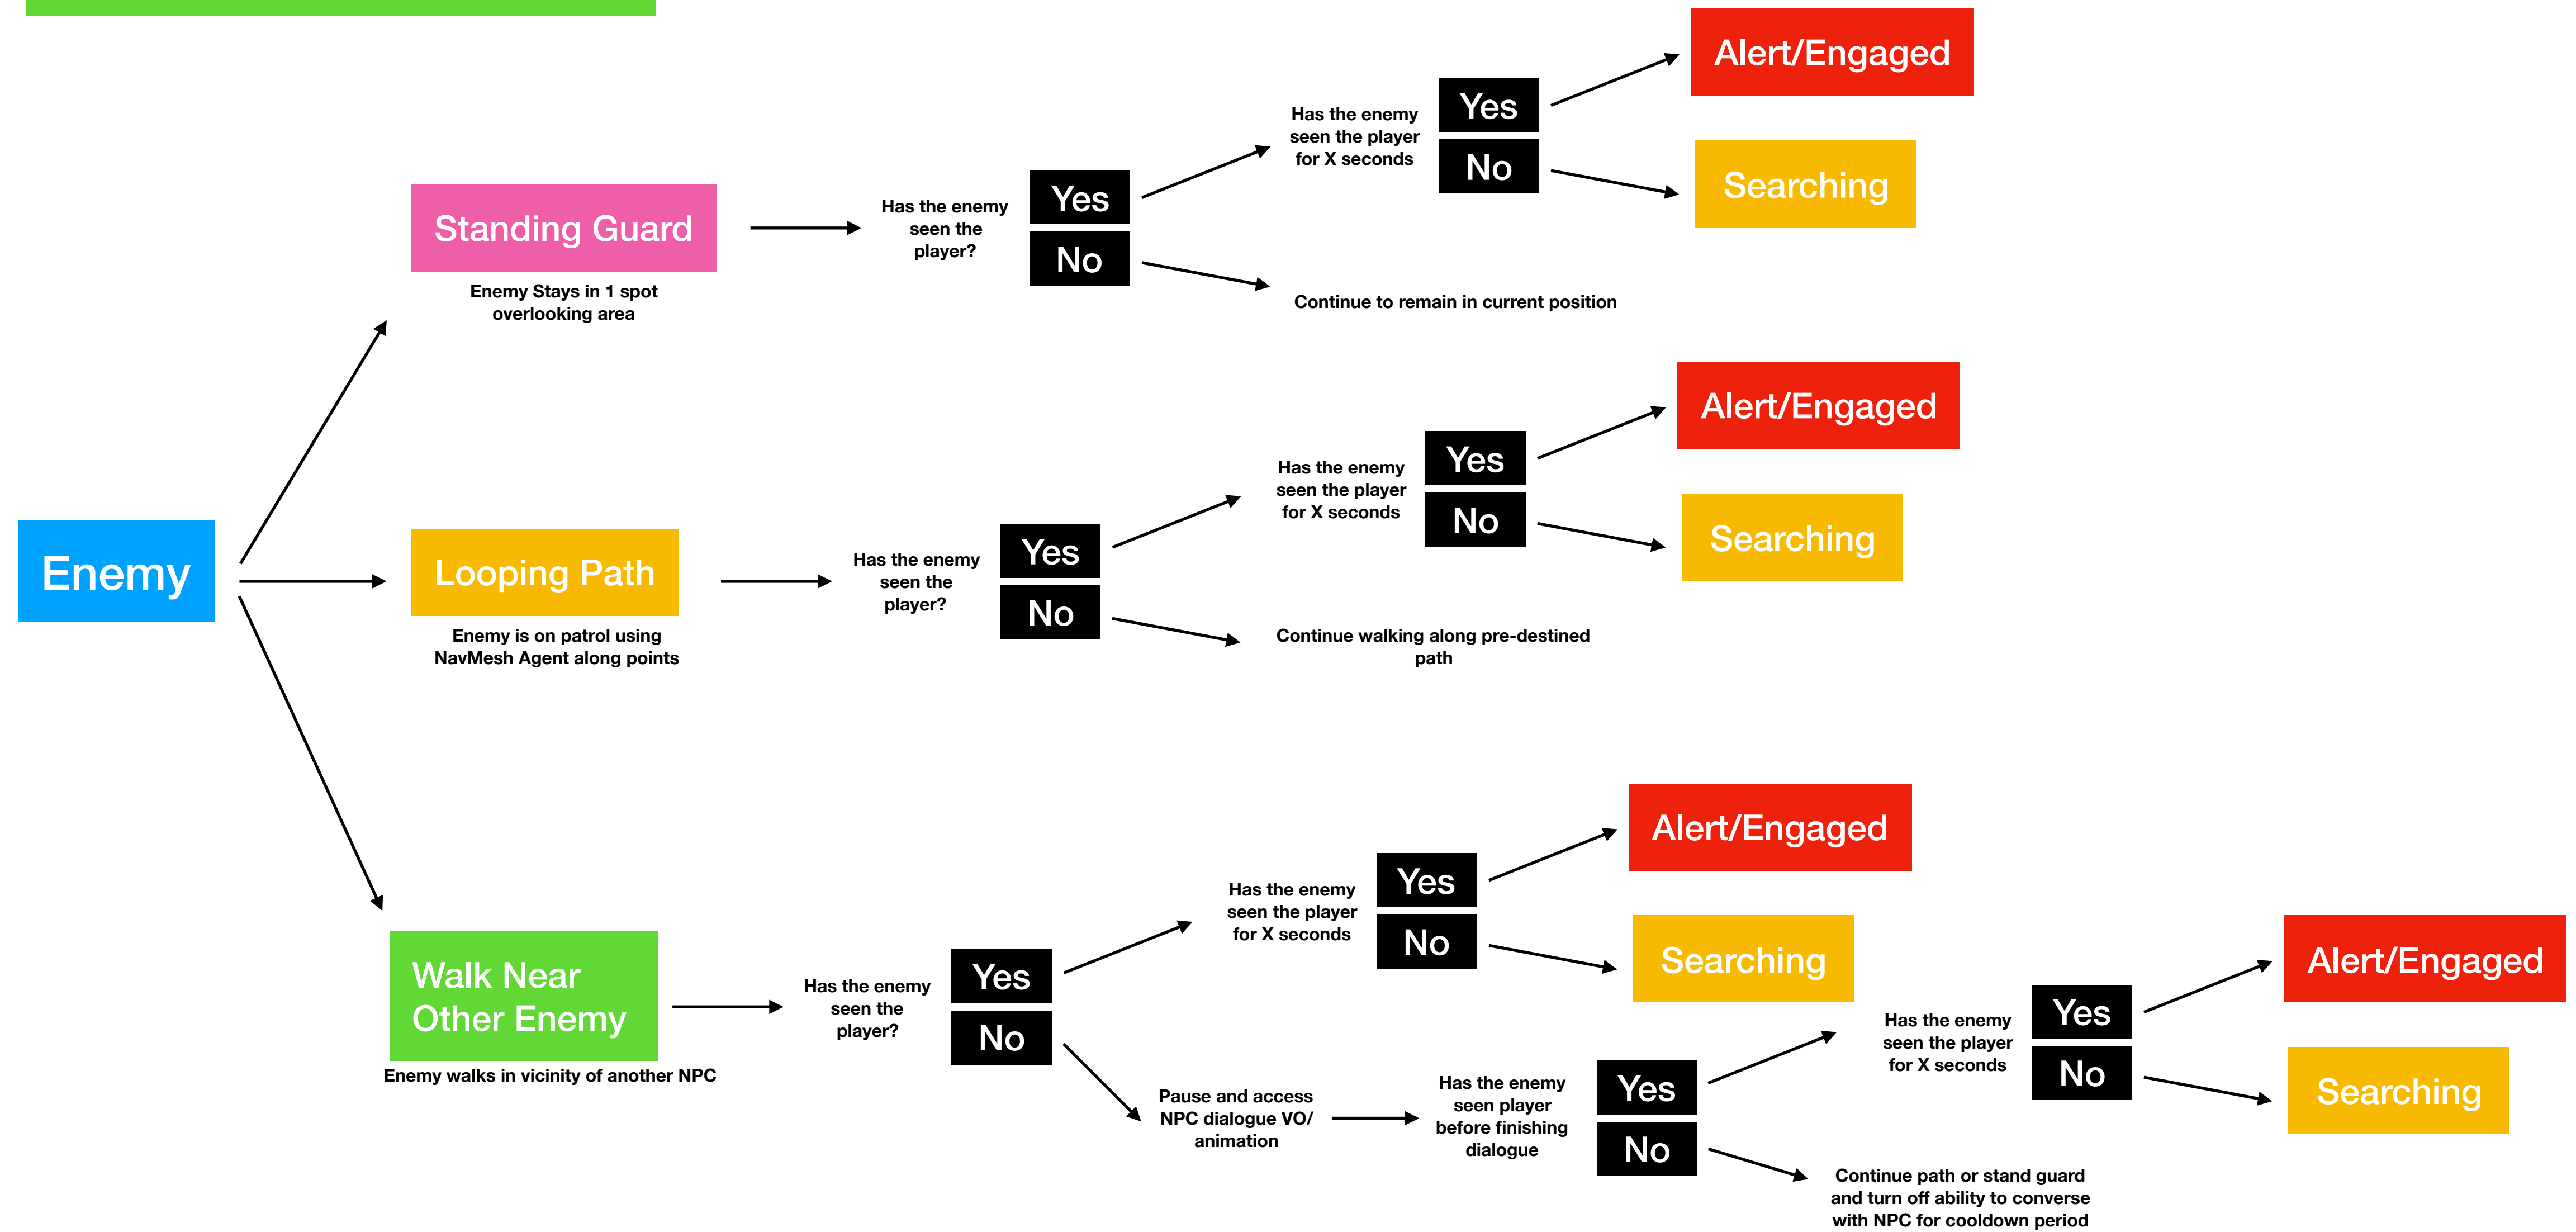 Enemy
Standing Guard
Enemy Stays in 1 spot
overlooking area
Has the enemy
seen the
player?
Yes
No
Has the enemy
seen the player
for X seconds
Yes
No
Alert/Engaged
Searching
Continue to remain in current position
Looping Path
Enemy is on patrol using
NavMesh Agent along points
Has the enemy
seen the
player?
Yes
No
Has the enemy
seen the player
for X seconds
Yes
No
Alert/Engaged
Searching
Continue walking along pre-destined
path
Walk Near
Other Enemy
Enemy walks in vicinity of another NPC
Has the enemy
seen the
player?
Yes
No
Has the enemy
seen the player
for X seconds
Yes
No
Alert/Engaged
Searching
Pause and access
NPC dialogue VO/
animation
Has the enemy
seen player
before finishing
dialogue
Yes
No
Has the enemy
seen the player
for X seconds
Yes
No
Alert/Engaged
Searching
Continue path or stand guard
and turn off ability to converse
with NPC for cooldown period